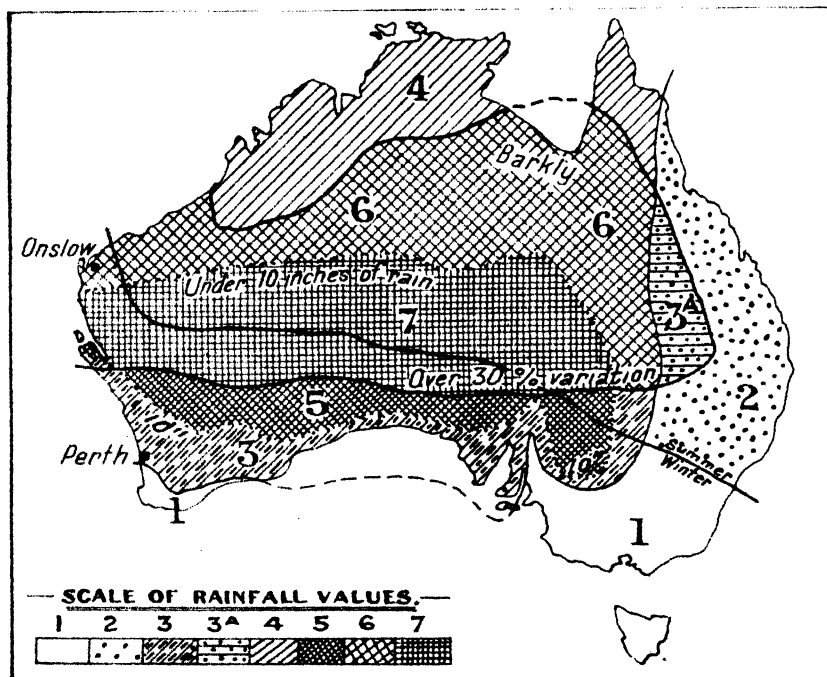 4
Barkly
6
6
Onslow
Under 10 inches of rain
3A
7
Over 30 % variation
5
2
Perth
3
10"
Summer
Winter
1
1
SCALE OF RAINFALL VALUES.
1 2 3 3A 4 5 6 7